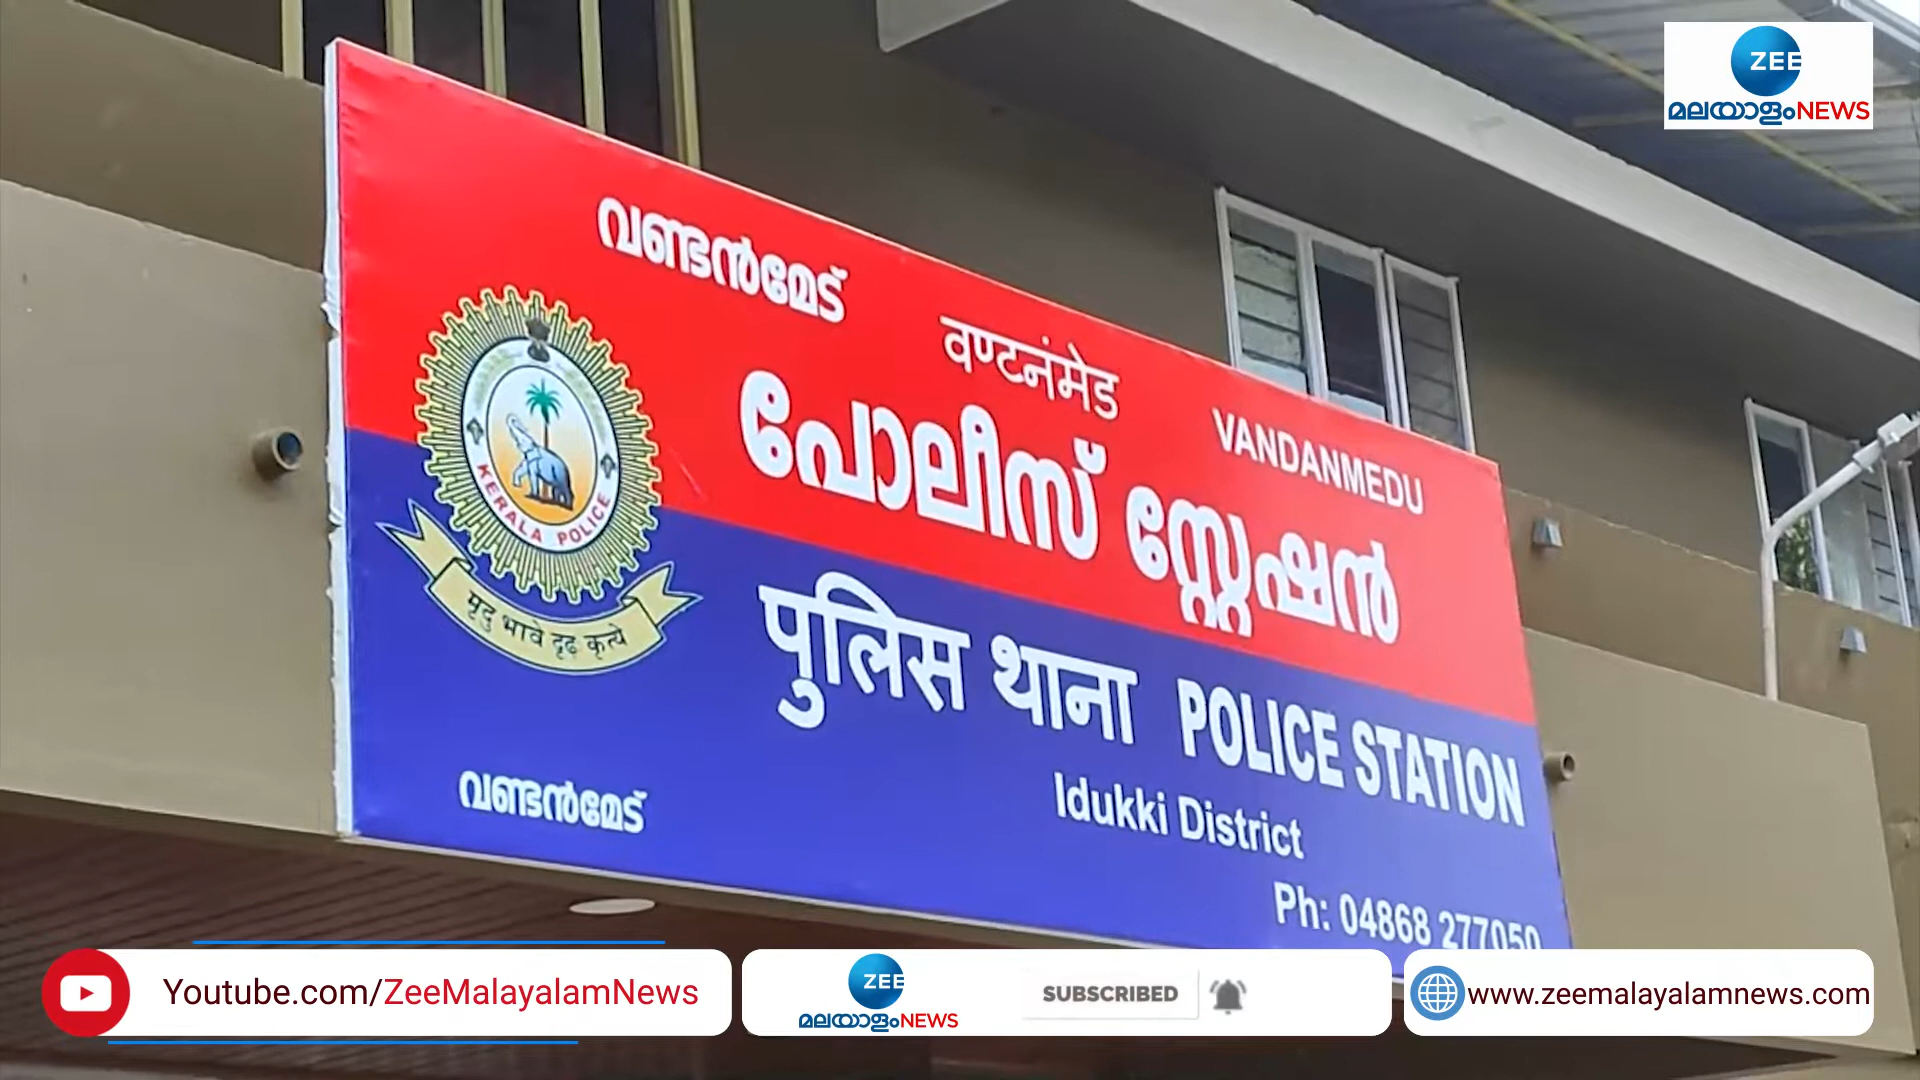 ZEE
മലയാളംNEWS
വണ്ടൻമേട്
वण्टनंमेड
VANDANMEDU
പോലീസ് സ്റ്റേഷൻ
KERALA POLICE
मृदु भावे दृढ़ कृत्ये
पुलिस थाना POLICE STATION
വണ്ടൻമേട്
Idukki District
Ph: 04868 277050
Youtube.com/ZeeMalayalamNews
ZEE
മലയാളംNEWS
SUBSCRIBED
www.zeemalayalamnews.com